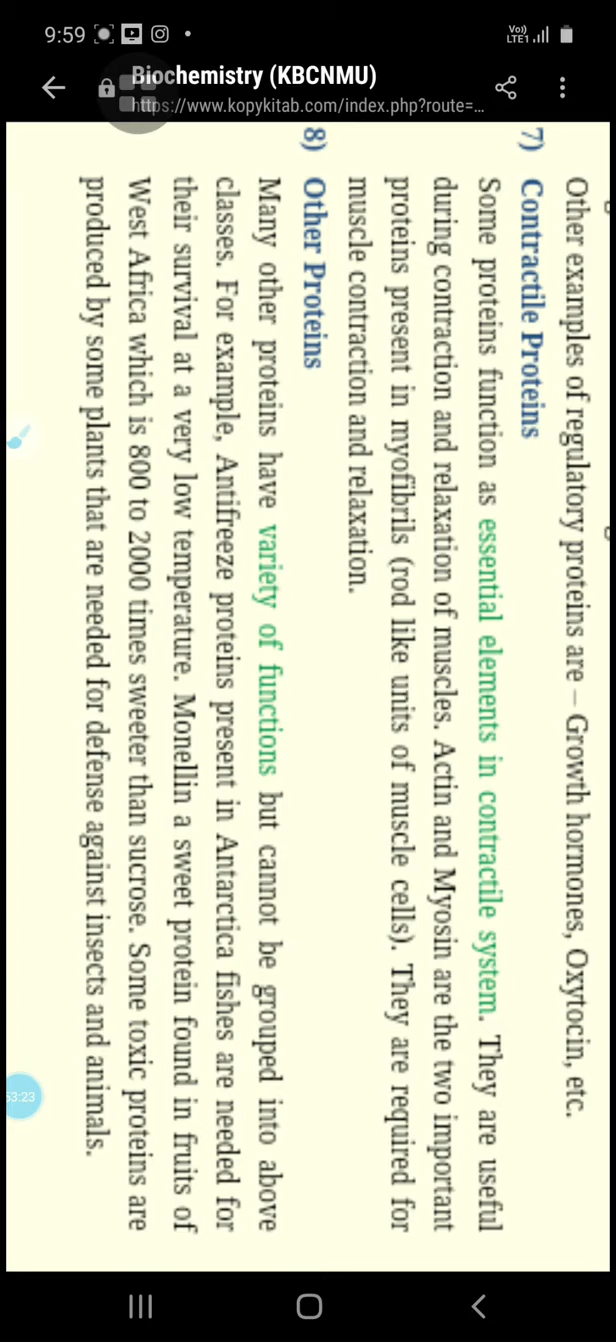 9:59
Vo))
LTE1
Biochemistry (KBCNMU)
https://www.kopykitab.com/index.php?route=...
Other examples of regulatory proteins are – Growth hormones, Oxytocin, etc.
7) Contractile Proteins
Some proteins function as essential elements in contractile system. They are useful
during contraction and relaxation of muscles. Actin and Myosin are the two important
proteins present in myofibrils (rod like units of muscle cells). They are required for
muscle contraction and relaxation.
8) Other Proteins
Many other proteins have variety of functions but cannot be grouped into above
classes. For example, Antifreeze proteins present in Antarctica fishes are needed for
their survival at a very low temperature. Monellin a sweet protein found in fruits of
West Africa which is 800 to 2000 times sweeter than sucrose. Some toxic proteins are
produced by some plants that are needed for defense against insects and animals.
53:23